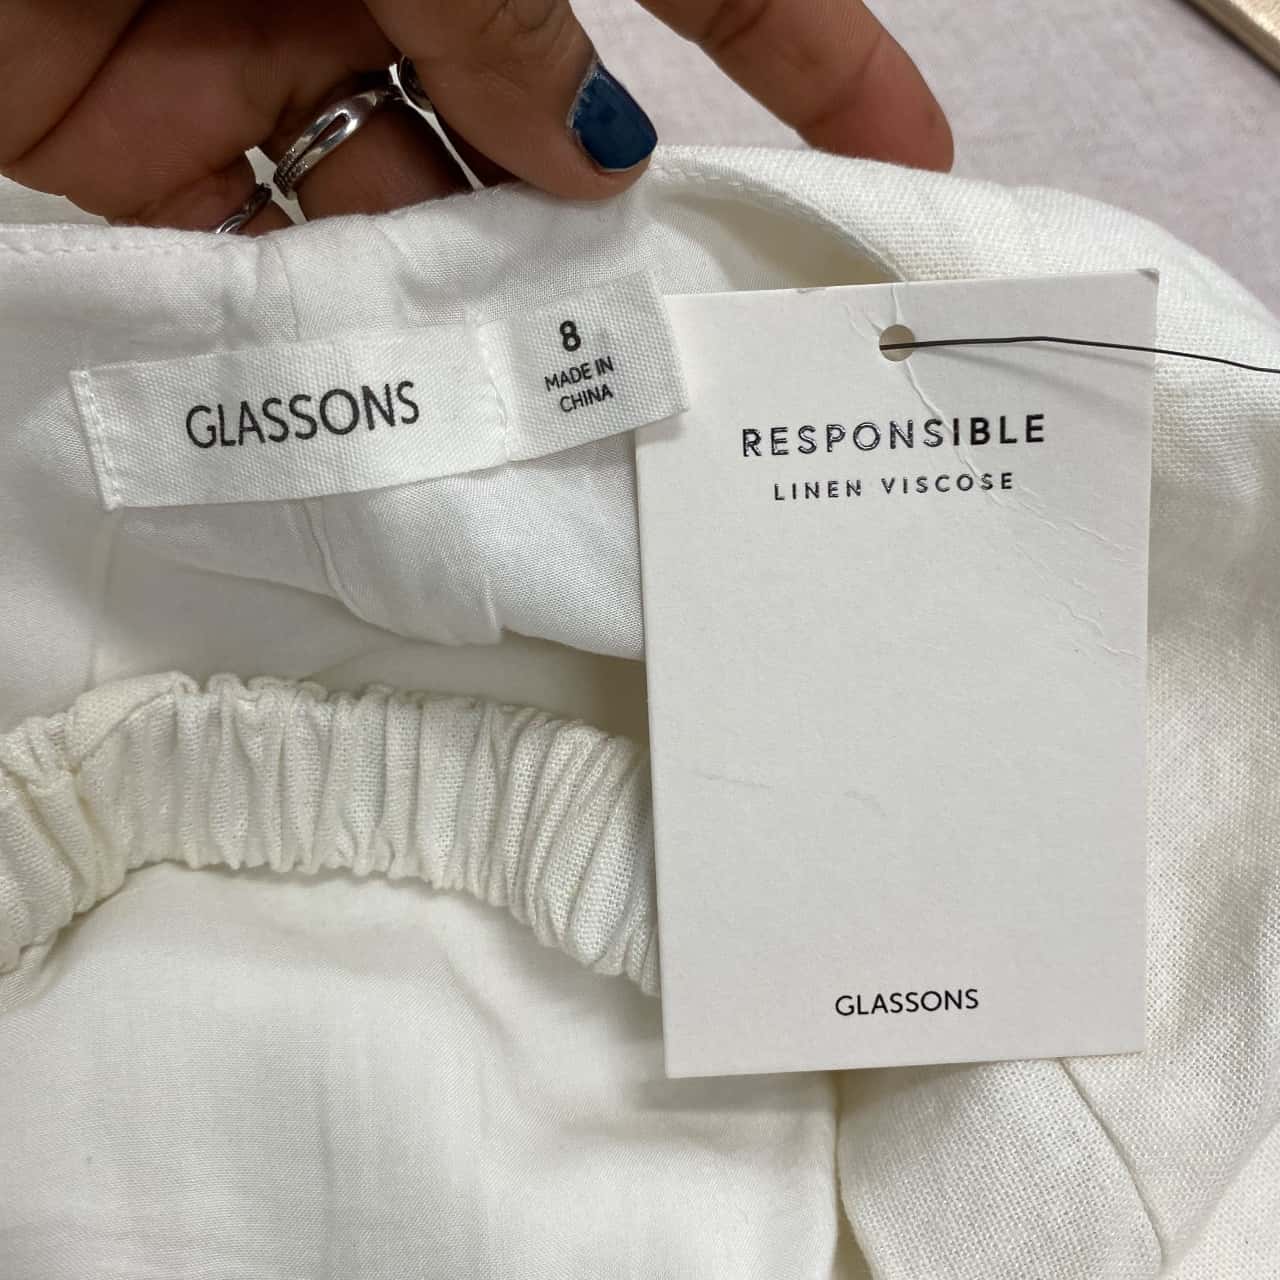 GLASSONS
8
MADE IN
CHINA
RESPONSIBLE
LINEN VISCOSE
GLASSONS